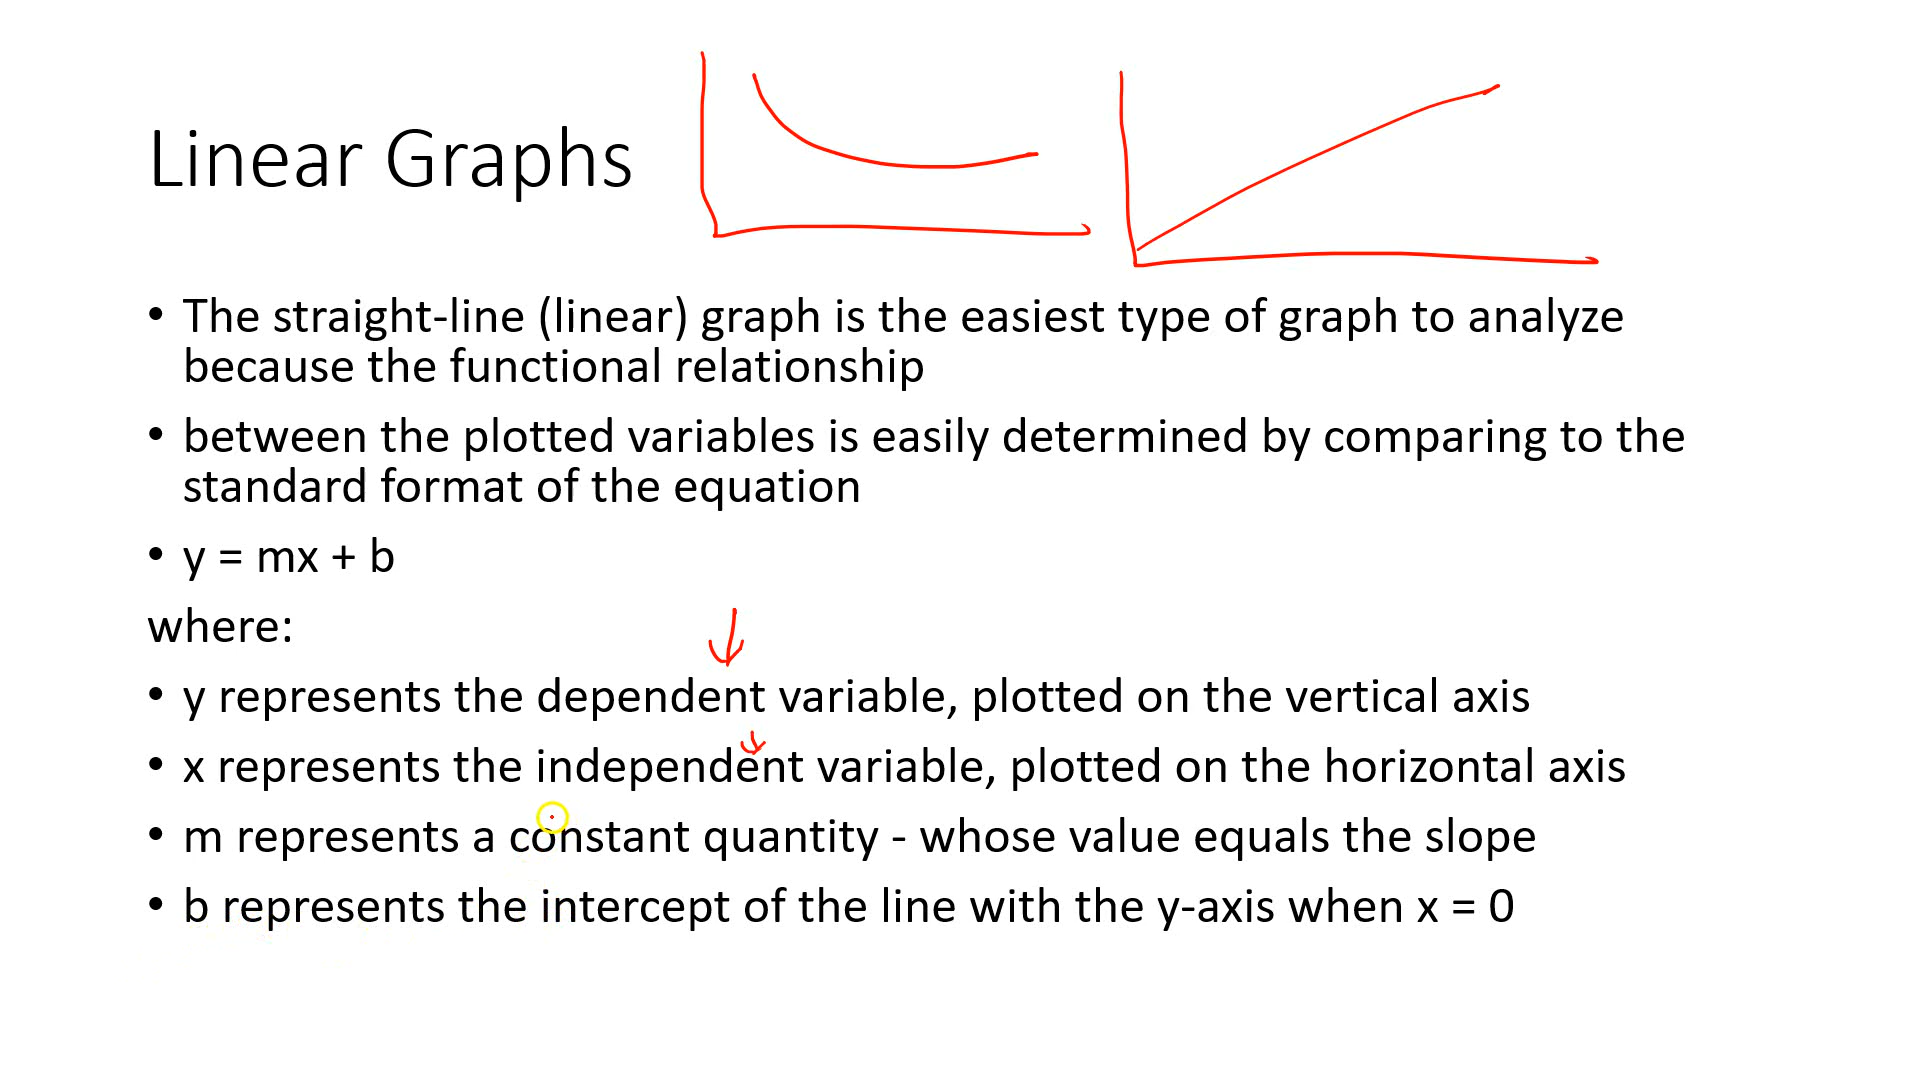 Linear Graphs
• The straight-line (linear) graph is the easiest type of graph to analyze
because the functional relationship
• between the plotted variables is easily determined by comparing to the
standard format of the equation
• y = mx + b
where:
• y represents the dependent variable, plotted on the vertical axis
• x represents the independent variable, plotted on the horizontal axis
• m represents a constant quantity - whose value equals the slope
• b represents the intercept of the line with the y-axis when x = 0